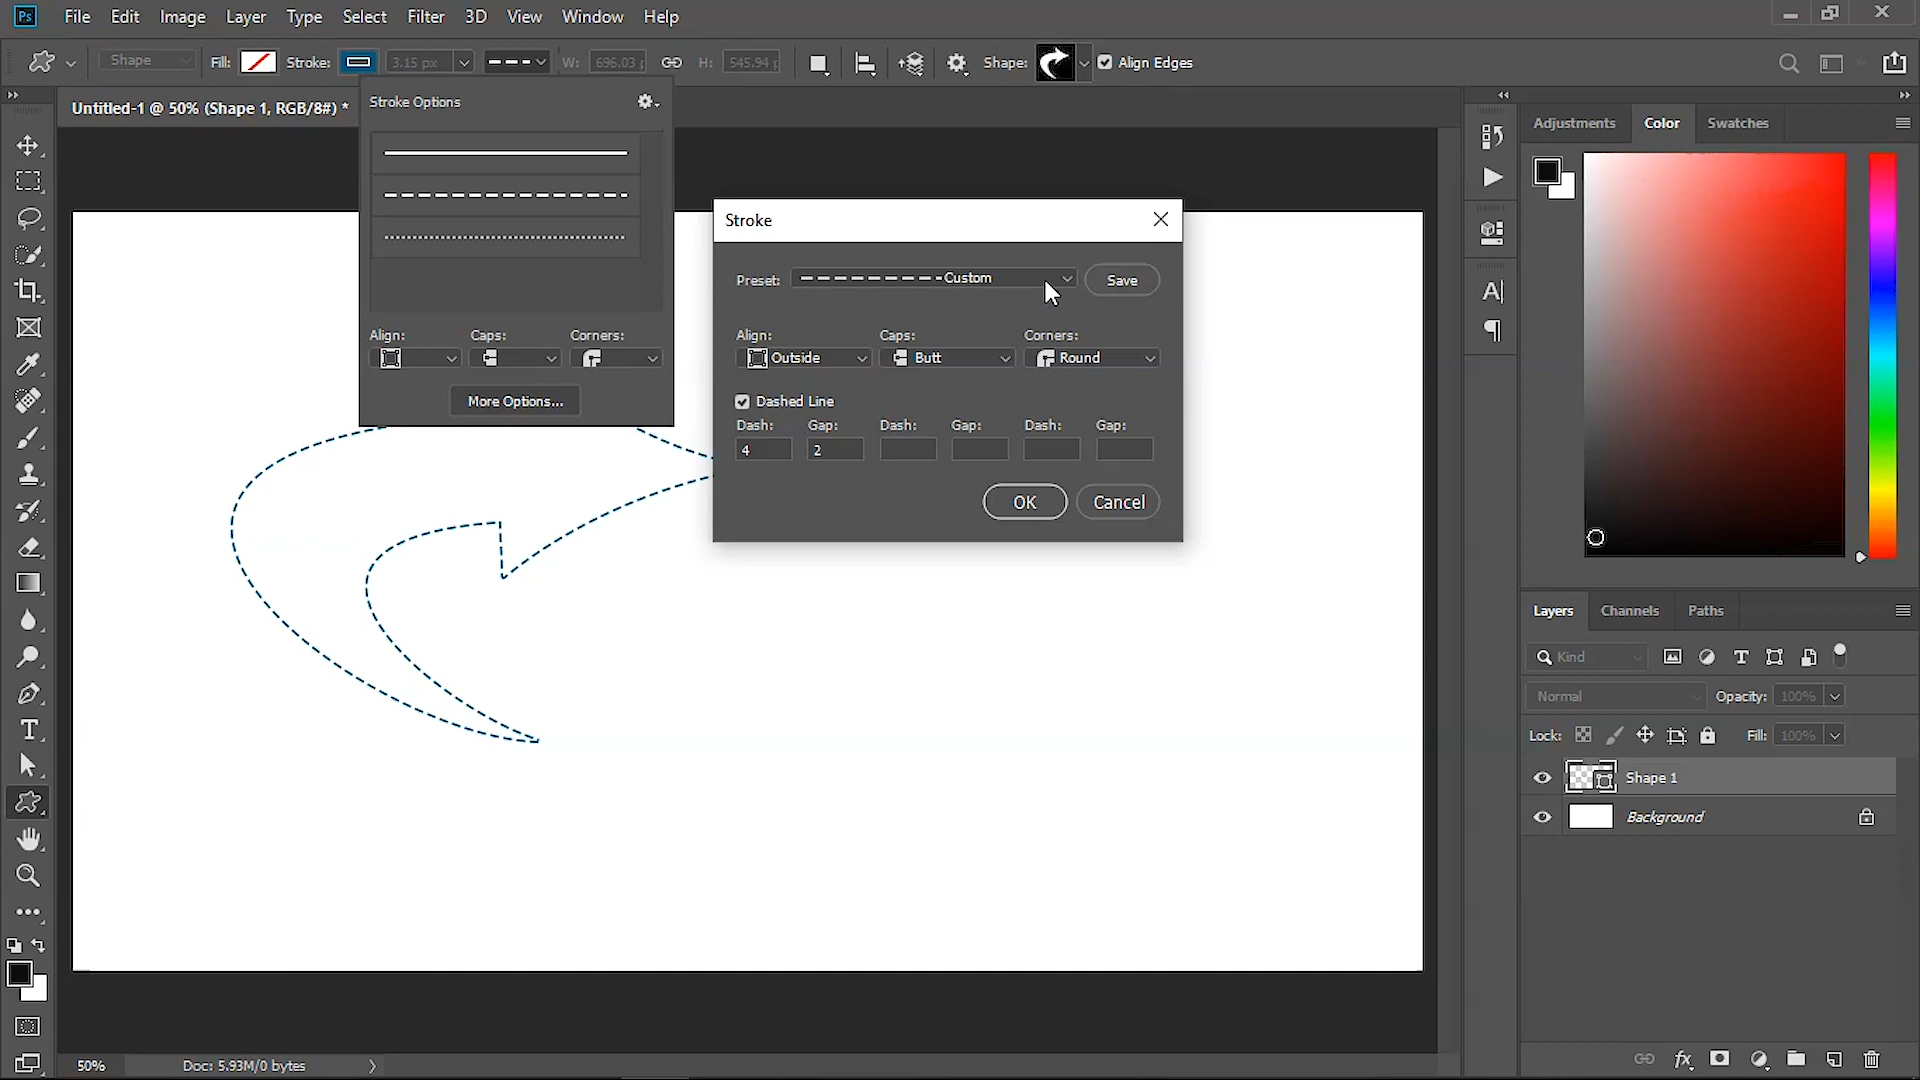 Ps File Edit Image Layer Type Select Filter 3D View Window Help
Shape Fill: Stroke: 3.15 px W: 696.03 p H: 545.94 p Shape: Align Edges
Untitled-1 @ 50% (Shape 1, RGB/8#) *
Stroke Options
Align: Caps: Corners:
More Options...
Stroke
Preset: Custom Save
Align: Caps: Corners:
Outside Butt Round
Dashed Line
Dash: Gap: Dash: Gap: Dash: Gap:
4 2
OK Cancel
Adjustments Color Swatches
Layers Channels Paths
Kind
Normal Opacity: 100%
Lock: Fill: 100%
Shape 1
Background
50% Doc: 5.93M/0 bytes